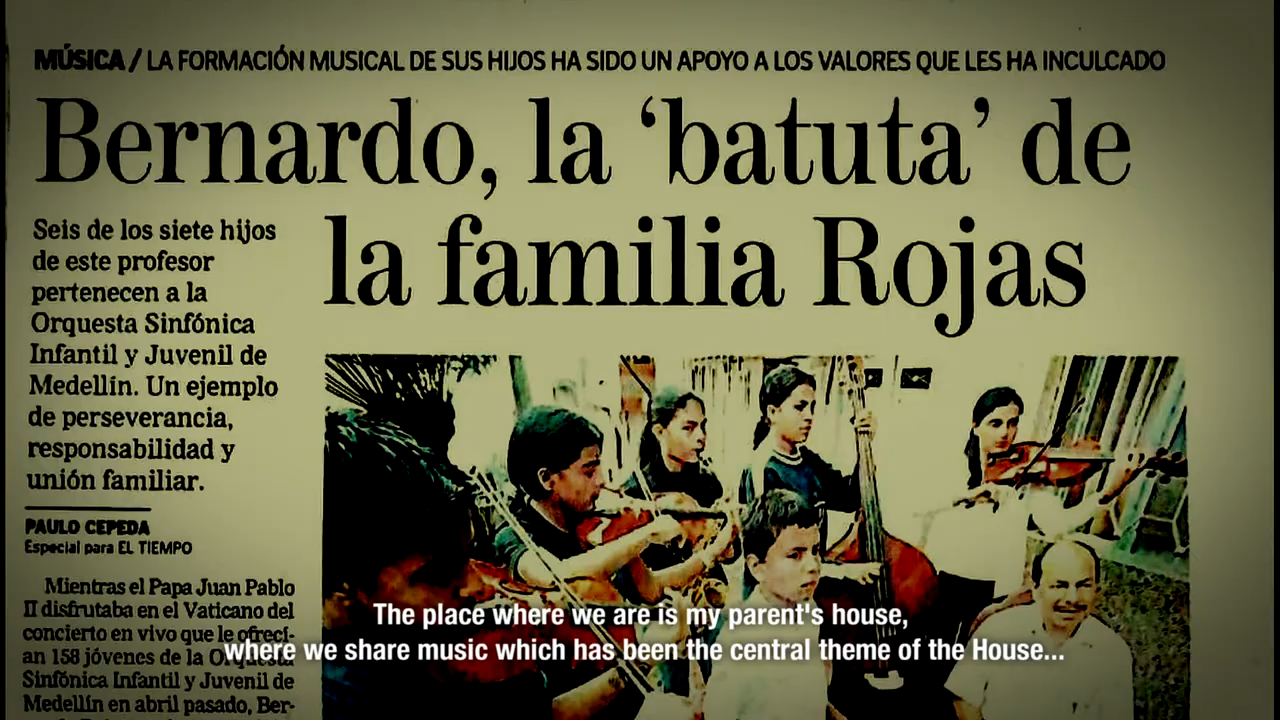 MÚSICA / LA FORMACIÓN MUSICAL DE SUS HIJOS HA SIDO UN APOYO A LOS VALORES QUE LES HA INCULCADO
Bernardo, la ‘batuta’ de
la familia Rojas
Seis de los siete hijos
de este profesor
pertenecen a la
Orquesta Sinfónica
Infantil y Juvenil de
Medellín. Un ejemplo
de perseverancia,
responsabilidad y
unión familiar.
PAULO CEPEDA
Especial para EL TIEMPO
Mientras el Papa Juan Pablo
II disfrutaba en el Vaticano del
concierto en vivo que le ofreci-
an 158 jóvenes de la Orquesta
Sinfónica Infantil y Juvenil de
Medellín en abril pasado, Ber-
The place where we are is my parent's house,
where we share music which has been the central theme of the House...